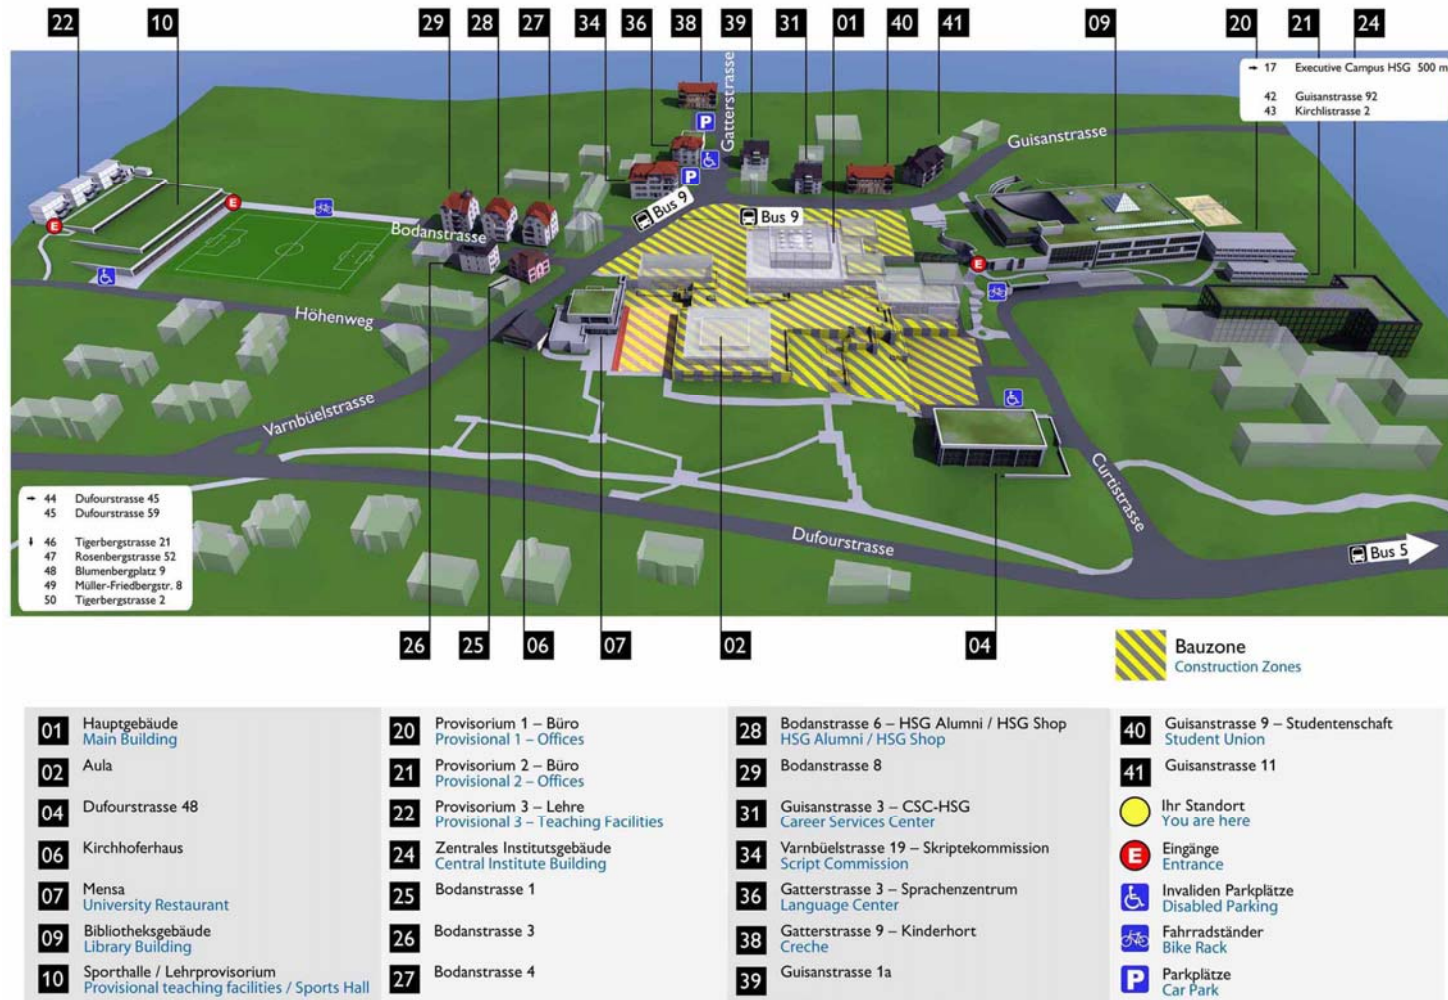 22 10 29 28 27 34 36 38 39 31 01 40 41 09 20 21 24
→ 17 Executive Campus HSG 500 m
42 Guisanstrasse 92
43 Kirchlistrasse 2
Gatterstrasse
P
P
Guisanstrasse
E
E
Bus 9
Bus 9
Bodanstrasse
E
Höhenweg
Varnbüelstrasse
Curtistrasse
Dufourstrasse
Bus 5
→ 44 Dufourstrasse 45
45 Dufourstrasse 59
↓ 46 Tigerbergstrasse 21
47 Rosenbergstrasse 52
48 Blumenbergplatz 9
49 Müller-Friedbergstr. 8
50 Tigerbergstrasse 2
26 25 06 07 02 04
Bauzone
Construction Zones
01 Hauptgebäude
Main Building
02 Aula
04 Dufourstrasse 48
06 Kirchhoferhaus
07 Mensa
University Restaurant
09 Bibliotheksgebäude
Library Building
10 Sporthalle / Lehrprovisorium
Provisional teaching facilities / Sports Hall
20 Provisorium 1 – Büro
Provisional 1 – Offices
21 Provisorium 2 – Büro
Provisional 2 – Offices
22 Provisorium 3 – Lehre
Provisional 3 – Teaching Facilities
24 Zentrales Institutsgebäude
Central Institute Building
25 Bodanstrasse 1
26 Bodanstrasse 3
27 Bodanstrasse 4
28 Bodanstrasse 6 – HSG Alumni / HSG Shop
HSG Alumni / HSG Shop
29 Bodanstrasse 8
31 Guisanstrasse 3 – CSC-HSG
Career Services Center
34 Varnbüelstrasse 19 – Skriptekommission
Script Commission
36 Gatterstrasse 3 – Sprachenzentrum
Language Center
38 Gatterstrasse 9 – Kinderhort
Creche
39 Guisanstrasse 1a
40 Guisanstrasse 9 – Studentenschaft
Student Union
41 Guisanstrasse 11
Ihr Standort
You are here
E Eingänge
Entrance
Invaliden Parkplätze
Disabled Parking
Fahrradständer
Bike Rack
P Parkplätze
Car Park